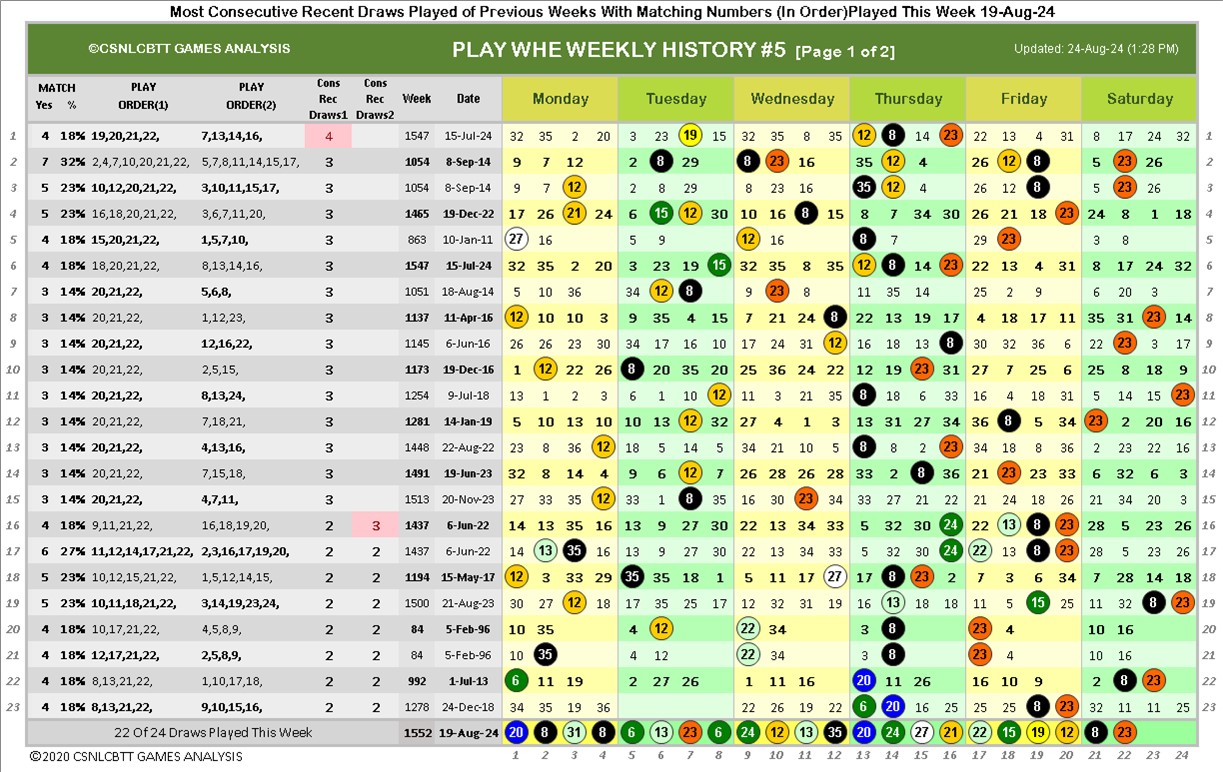 Most Consecutive Recent Draws Played of Previous Weeks With Matching Numbers (In Order)Played This Week 19-Aug-24
©CSNLCBTT GAMES ANALYSIS PLAY WHE WEEKLY HISTORY #5 [Page 1 of 2] Updated: 24-Aug-24 (1:28 PM)
MATCH Yes % PLAY ORDER(1) PLAY ORDER(2) Cons Rec Draws1 Cons Rec Draws2 Week Date Monday Tuesday Wednesday Thursday Friday Saturday
1 4 18% 19,20,21,22, 7,13,14,16, 4 1547 15-Jul-24 32 35 2 20 3 23 19 15 32 35 8 35 12 8 14 23 22 13 4 31 8 17 24 32 1
2 7 32% 2,4,7,10,20,21,22, 5,7,8,11,14,15,17, 3 1054 8-Sep-14 9 7 12 2 8 29 8 23 16 35 12 4 26 12 8 5 23 26 2
3 5 23% 10,12,20,21,22, 3,10,11,15,17, 3 1054 8-Sep-14 9 7 12 2 8 29 8 23 16 35 12 4 26 12 8 5 23 26 3
4 5 23% 16,18,20,21,22, 3,6,7,11,20, 3 1465 19-Dec-22 17 26 21 24 6 15 12 30 10 16 8 15 8 7 34 30 26 21 18 23 24 8 1 18 4
5 4 18% 15,20,21,22, 1,5,7,10, 3 863 10-Jan-11 27 16 5 9 12 16 8 7 29 23 3 8 5
6 4 18% 18,20,21,22, 8,13,14,16, 3 1547 15-Jul-24 32 35 2 20 3 23 19 15 32 35 8 35 12 8 14 23 22 13 4 31 8 17 24 32 6
7 3 14% 20,21,22, 5,6,8, 3 1051 18-Aug-14 5 10 36 34 12 8 9 23 8 11 35 14 25 2 9 6 20 3 7
8 3 14% 20,21,22, 1,12,23, 3 1137 11-Apr-16 12 10 10 3 9 35 4 15 7 21 24 8 22 13 19 17 4 18 17 11 35 31 23 14 8
9 3 14% 20,21,22, 12,16,22, 3 1145 6-Jun-16 26 26 23 30 34 17 16 10 17 24 31 12 16 18 13 8 30 32 36 6 22 23 3 17 9
10 3 14% 20,21,22, 2,5,15, 3 1173 19-Dec-16 1 12 22 26 8 20 35 20 25 36 24 22 12 19 23 31 27 7 25 6 25 8 18 9 10
11 3 14% 20,21,22, 8,13,24, 3 1254 9-Jul-18 13 1 2 3 6 1 10 12 11 3 21 35 8 18 6 33 16 4 18 31 5 14 15 23 11
12 3 14% 20,21,22, 7,18,21, 3 1281 14-Jan-19 5 10 13 10 10 13 12 32 27 4 1 3 13 31 27 34 36 8 5 34 23 2 20 16 12
13 3 14% 20,21,22, 4,13,16, 3 1448 22-Aug-22 23 8 36 12 18 5 14 5 34 21 10 5 8 8 2 23 34 18 8 36 2 23 22 16 13
14 3 14% 20,21,22, 7,15,18, 3 1491 19-Jun-23 32 8 14 4 9 6 12 7 26 28 26 28 33 2 8 36 21 23 23 33 6 32 6 3 14
15 3 14% 20,21,22, 4,7,11, 3 1513 20-Nov-23 27 33 35 12 33 1 8 35 16 30 23 34 33 27 21 22 21 24 18 26 21 34 20 3 15
16 4 18% 9,11,21,22, 16,18,19,20, 2 3 1437 6-Jun-22 14 13 35 16 13 9 27 30 22 13 34 33 5 32 30 24 22 13 8 23 28 5 23 26 16
17 6 27% 11,12,14,17,21,22, 2,3,16,17,19,20, 2 2 1437 6-Jun-22 14 13 35 16 13 9 27 30 22 13 34 33 5 32 30 24 22 13 8 23 28 5 23 26 17
18 5 23% 10,12,15,21,22, 1,5,12,14,15, 2 2 1194 15-May-17 12 3 33 29 35 35 18 1 5 11 17 27 17 8 23 2 7 3 6 34 7 28 14 18 18
19 5 23% 10,11,18,21,22, 3,14,19,23,24, 2 2 1500 21-Aug-23 30 27 12 18 17 35 25 17 12 32 31 19 16 13 18 18 11 5 15 25 11 32 8 23 19
20 4 18% 10,17,21,22, 4,5,8,9, 2 2 84 5-Feb-96 10 35 4 12 22 34 3 8 23 4 10 16 20
21 4 18% 12,17,21,22, 2,5,8,9, 2 2 84 5-Feb-96 10 35 4 12 22 34 3 8 23 4 10 16 21
22 4 18% 8,13,21,22, 1,10,17,18, 2 2 992 1-Jul-13 6 11 19 2 27 26 1 11 16 20 11 26 16 10 9 2 8 23 22
23 4 18% 8,13,21,22, 9,10,15,16, 2 2 1278 24-Dec-18 34 35 19 36 22 26 19 22 6 20 16 23 25 25 8 23 32 11 11 25 23
22 Of 24 Draws Played This Week 1552 19-Aug-24 20 8 31 8 6 13 23 6 24 12 13 35 20 24 27 21 22 15 19 12 8 23
©2020 CSNLCBTT GAMES ANALYSIS 1 2 3 4 5 6 7 8 9 10 11 12 13 14 15 16 17 18 19 20 21 22 23 24